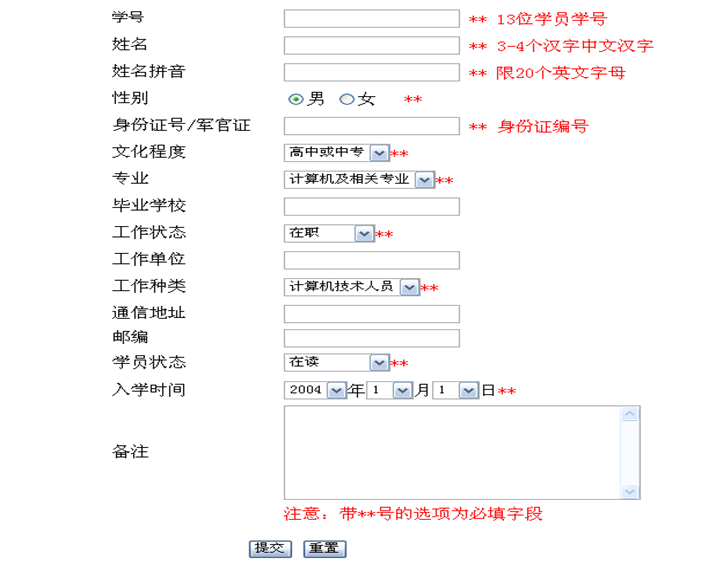 学号 ** 13位学员学号
姓名 ** 3-4个汉字中文汉字
姓名拼音 ** 限20个英文字母
性别 男 女 **
身份证号/军官证 ** 身份证编号
文化程度 高中或中专 **
专业 计算机及相关专业 **
毕业学校
工作状态 在职 **
工作单位
工作种类 计算机技术人员 **
通信地址
邮编
学员状态 在读 **
入学时间 2004 年 1 月 1 日 **
备注
注意：带**号的选项为必填字段
提交 重置